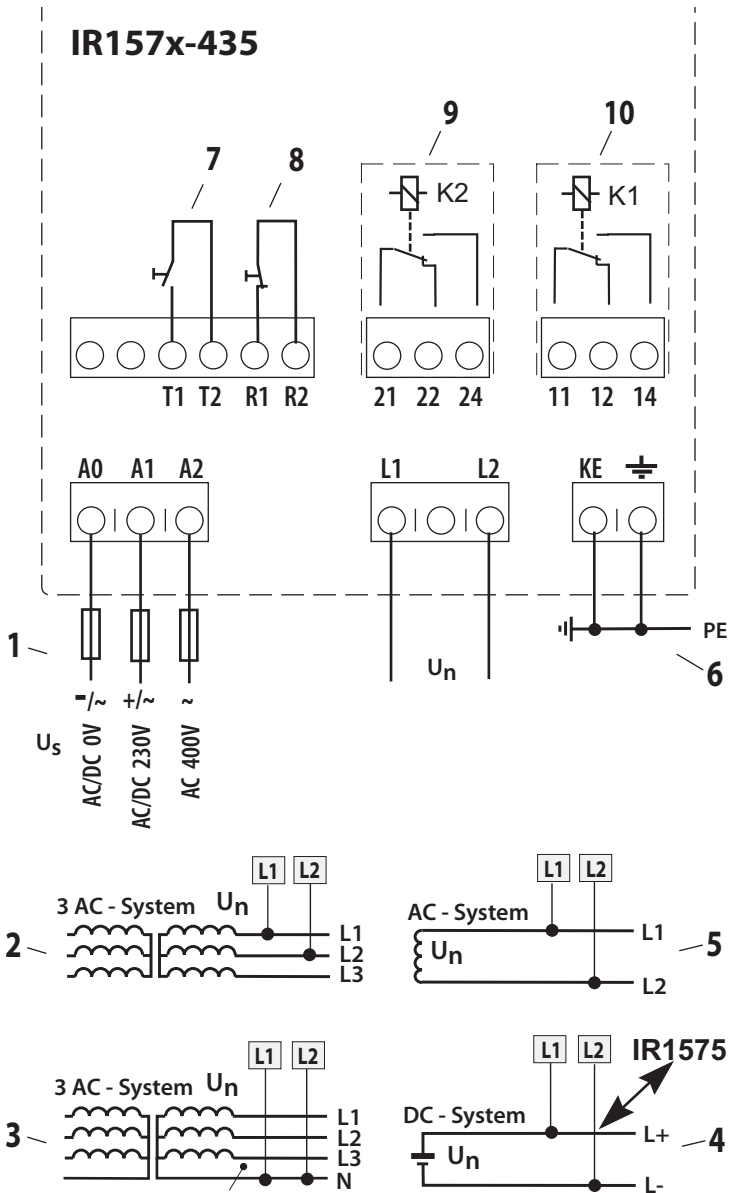 IR157x-435
9 10
7 8
K2 K1
T1 T2 R1 R2 21 22 24 11 12 14
A0 A1 A2 L1 L2 KE
1
PE
6
Un
-/~ +/~ ~
Us AC/DC 0V AC/DC 230V AC 400V
L1 L2
3 AC - System Un
2
L1
L2
L3
L1 L2
AC - System
Un
L1
L2
5
L1 L2
3 AC - System Un
3
L1
L2
L3
N
L1 L2 IR1575
DC - System
Un
L+
L-
4